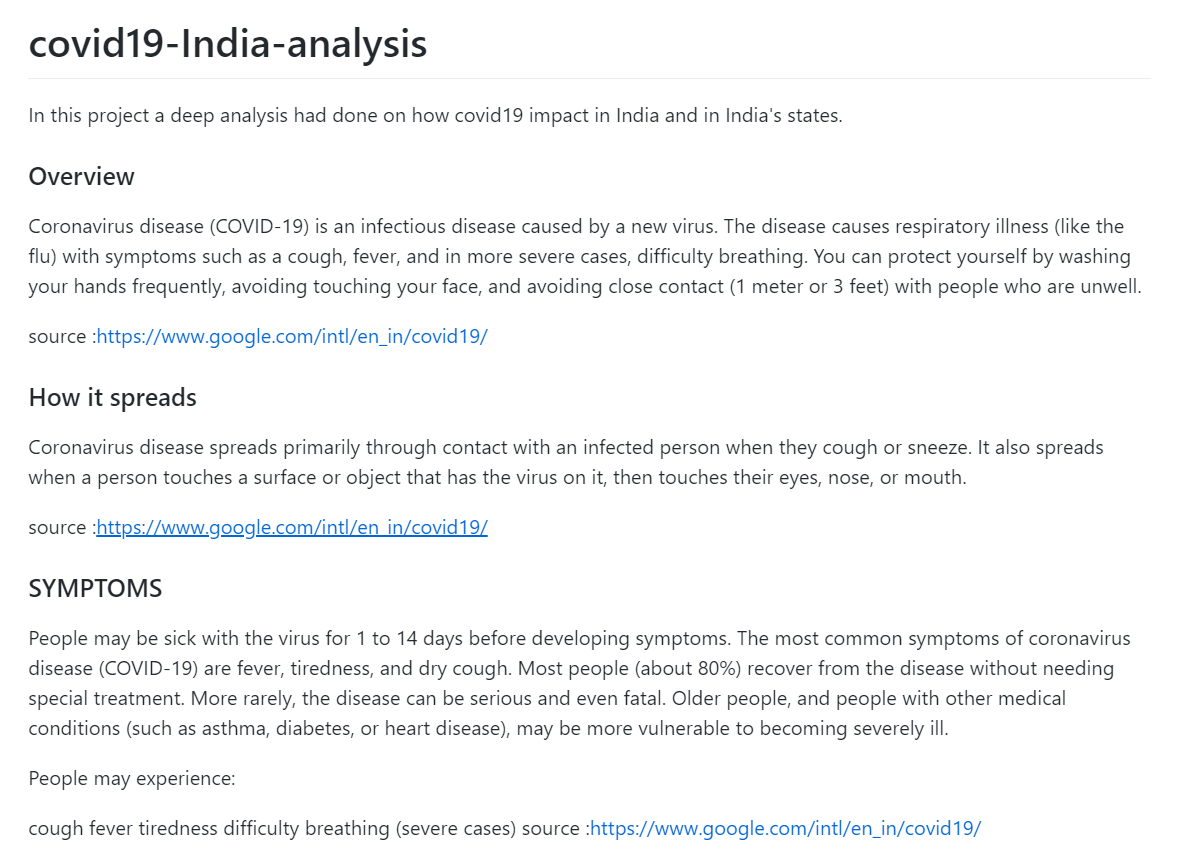 covid19-India-analysis
In this project a deep analysis had done on how covid19 impact in India and in India's states.
Overview
Coronavirus disease (COVID-19) is an infectious disease caused by a new virus. The disease causes respiratory illness (like the
flu) with symptoms such as a cough, fever, and in more severe cases, difficulty breathing. You can protect yourself by washing
your hands frequently, avoiding touching your face, and avoiding close contact (1 meter or 3 feet) with people who are unwell.
source :https://www.google.com/intl/en_in/covid19/
How it spreads
Coronavirus disease spreads primarily through contact with an infected person when they cough or sneeze. It also spreads
when a person touches a surface or object that has the virus on it, then touches their eyes, nose, or mouth.
source :https://www.google.com/intl/en_in/covid19/
SYMPTOMS
People may be sick with the virus for 1 to 14 days before developing symptoms. The most common symptoms of coronavirus
disease (COVID-19) are fever, tiredness, and dry cough. Most people (about 80%) recover from the disease without needing
special treatment. More rarely, the disease can be serious and even fatal. Older people, and people with other medical
conditions (such as asthma, diabetes, or heart disease), may be more vulnerable to becoming severely ill.
People may experience:
cough fever tiredness difficulty breathing (severe cases) source :https://www.google.com/intl/en_in/covid19/